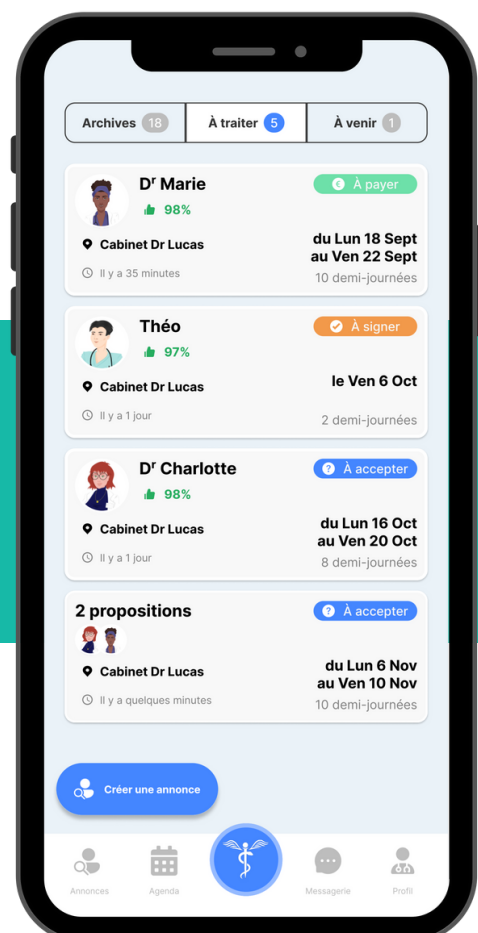 Archives 18 À traiter 5 À venir 1
Dʳ Marie € À payer
98%
Cabinet Dr Lucas du Lun 18 Sept
au Ven 22 Sept
Il y a 35 minutes 10 demi-journées
Théo À signer
97%
Cabinet Dr Lucas le Ven 6 Oct
Il y a 1 jour 2 demi-journées
Dʳ Charlotte ? À accepter
98%
Cabinet Dr Lucas du Lun 16 Oct
au Ven 20 Oct
Il y a 1 jour 8 demi-journées
2 propositions ? À accepter
Cabinet Dr Lucas du Lun 6 Nov
au Ven 10 Nov
Il y a quelques minutes 10 demi-journées
Créer une annonce
Annonces Agenda Messagerie Profil